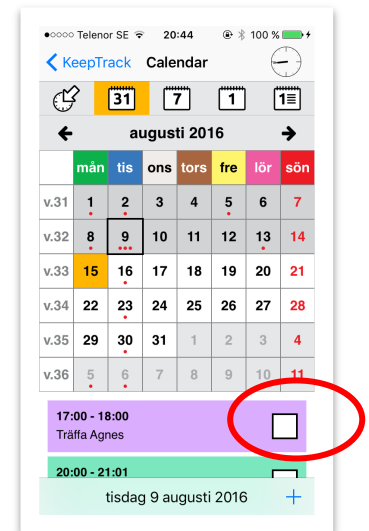 Telenor SE 20:44 100 %
KeepTrack Calendar
31 7 1 1
augusti 2016
mån tis ons tors fre lör sön
v.31 1 2 3 4 5 6 7
v.32 8 9 10 11 12 13 14
v.33 15 16 17 18 19 20 21
v.34 22 23 24 25 26 27 28
v.35 29 30 31 1 2 3 4
v.36 5 6 7 8 9 10 11
17:00 - 18:00
Träffa Agnes
20:00 - 21:01
tisdag 9 augusti 2016 +